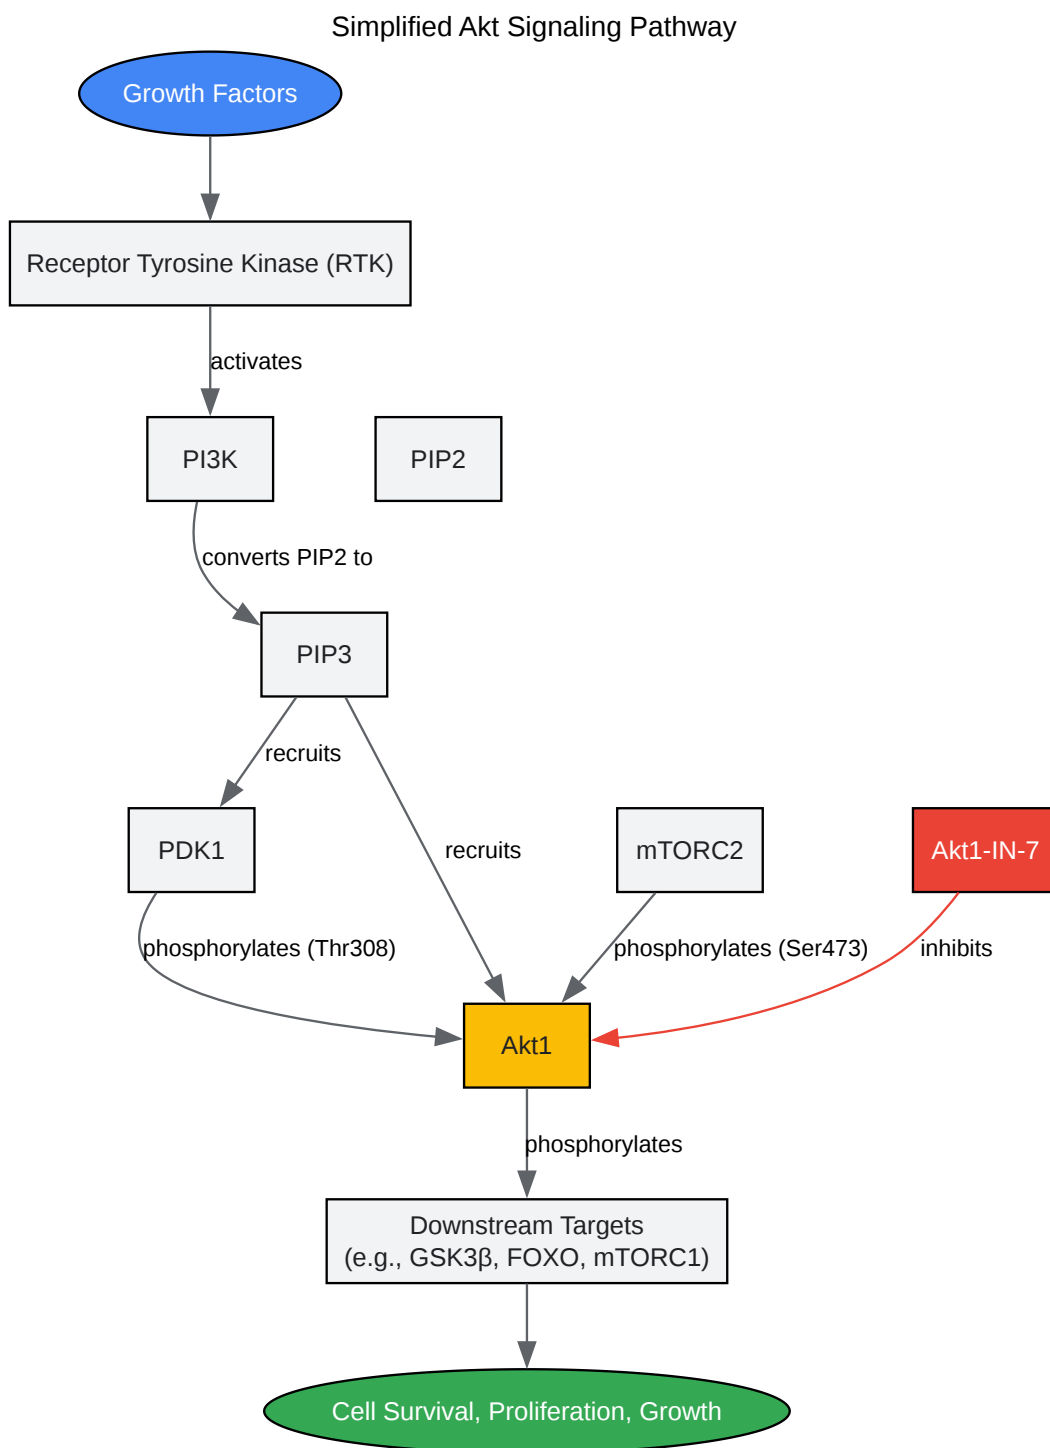 Simplified Akt Signaling Pathway
Growth Factors
Receptor Tyrosine Kinase (RTK)
activates
PI3K
PIP2
converts PIP2 to
PIP3
recruits
PDK1
recruits
mTORC2
Akt1-IN-7
phosphorylates (Thr308)
phosphorylates (Ser473)
inhibits
Akt1
phosphorylates
Downstream Targets
(e.g., GSK3β, FOXO, mTORC1)
Cell Survival, Proliferation, Growth